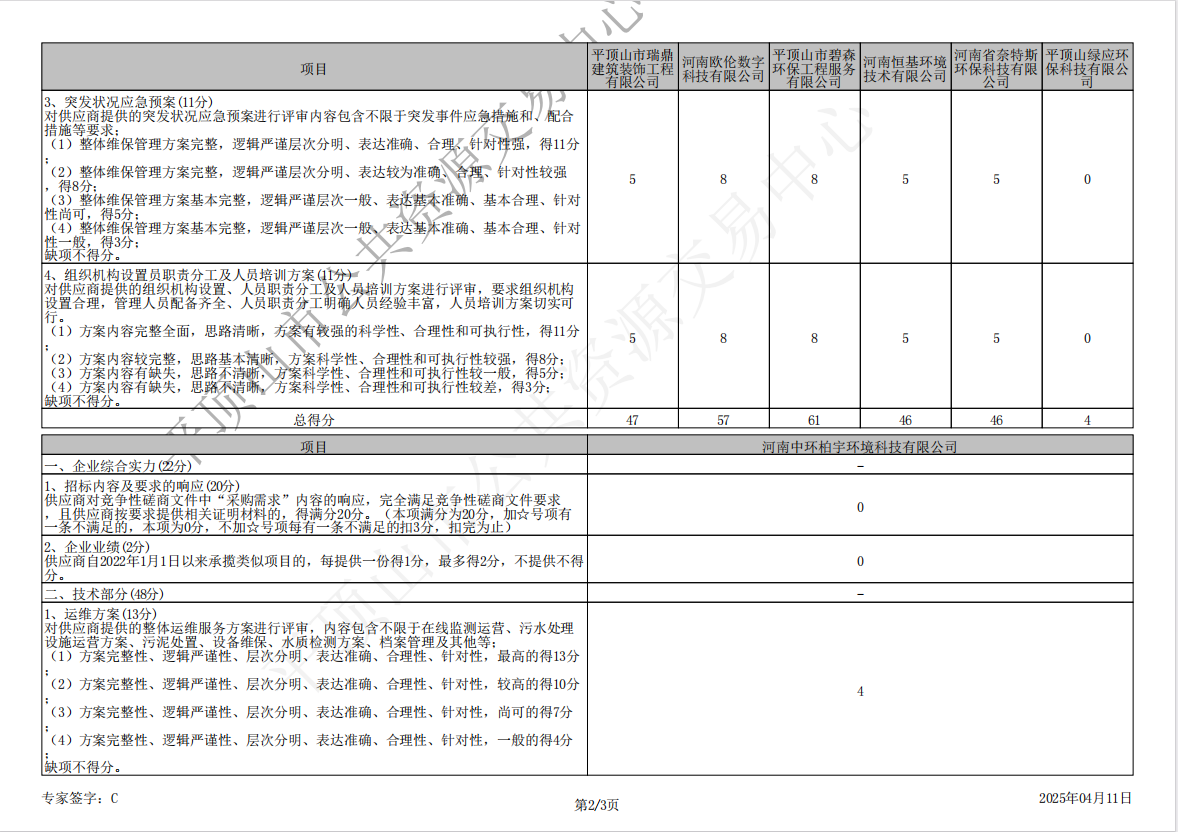 项目
平顶山市瑞鼎
建筑装饰工程
有限公司
河南欧伦数字
科技有限公司
平顶山市碧森
环保工程服务
有限公司
河南恒基环境
技术有限公司
河南省奈特斯
环保科技有限
公司
平顶山绿应环
保科技有限公
司
3、突发状况应急预案(11分)
对供应商提供的突发状况应急预案进行评审内容包含不限于突发事件应急措施和、配合
措施等要求；
（1）整体维保管理方案完整，逻辑严谨层次分明、表达准确、合理、针对性强，得11分
；
（2）整体维保管理方案完整，逻辑严谨层次分明、表达较为准确、合理、针对性较强
，得8分；
（3）整体维保管理方案基本完整，逻辑严谨层次一般、表达基本准确、基本合理、针对
性尚可，得5分；
（4）整体维保管理方案基本完整，逻辑严谨层次一般、表达基本准确、基本合理、针对
性一般，得3分；
缺项不得分。
5 8 8 5 5 0
4、组织机构设置员职责分工及人员培训方案(11分)
对供应商提供的组织机构设置、人员职责分工及人员培训方案进行评审，要求组织机构
设置合理，管理人员配备齐全、人员职责分工明确人员经验丰富，人员培训方案切实可
行。
（1）方案内容完整全面，思路清晰，方案有较强的科学性、合理性和可执行性，得11分
；
（2）方案内容较完整，思路基本清晰，方案科学性、合理性和可执行性较强，得8分；
（3）方案内容有缺失，思路不清晰，方案科学性、合理性和可执行性较一般，得5分；
（4）方案内容有缺失，思路不清晰，方案科学性、合理性和可执行性较差，得3分；
缺项不得分。
5 8 8 5 5 0
总得分 47 57 61 46 46 4
项目 河南中环柏宇环境科技有限公司
一、企业综合实力(22分) –
1、招标内容及要求的响应(20分)
供应商对竞争性磋商文件中“采购需求”内容的响应，完全满足竞争性磋商文件要求
，且供应商按要求提供相关证明材料的，得满分20分。（本项满分为20分，加☆号项有
一条不满足的，本项为0分，不加☆号项每有一条不满足的扣3分，扣完为止）
0
2、企业业绩(2分)
供应商自2022年1月1日以来承揽类似项目的，每提供一份得1分，最多得2分，不提供不得
分。
0
二、技术部分(48分) –
1、运维方案(13分)
对供应商提供的整体运维服务方案进行评审，内容包含不限于在线监测运营、污水处理
设施运营方案、污泥处置、设备维保、水质检测方案、档案管理及其他等；
（1）方案完整性、逻辑严谨性、层次分明、表达准确、合理性、针对性，最高的得13分
；
（2）方案完整性、逻辑严谨性、层次分明、表达准确、合理性、针对性，较高的得10分
；
（3）方案完整性、逻辑严谨性、层次分明、表达准确、合理性、针对性，尚可的得7分
；
（4）方案完整性、逻辑严谨性、层次分明、表达准确、合理性、针对性，一般的得4分
；
缺项不得分。
4
专家签字：C
第2/3页
2025年04月11日
平顶山市公共资源交易中心
平顶山市公共资源交易中心